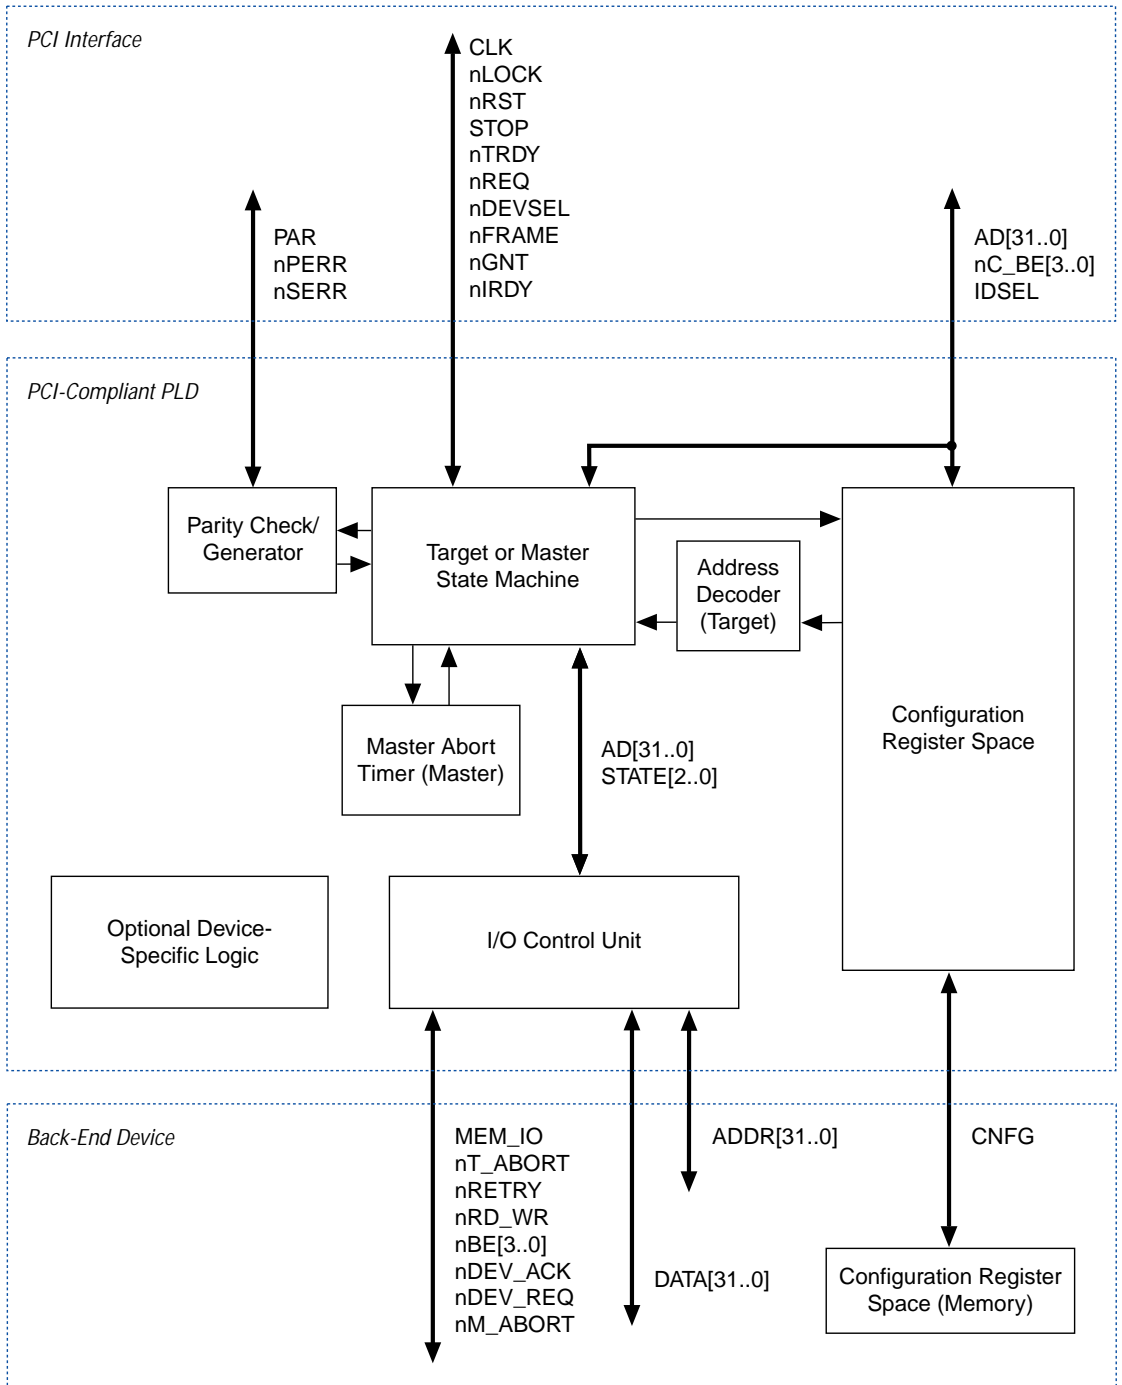 PCI Interface
CLK
nLOCK
nRST
STOP
nTRDY
nREQ
nDEVSEL
nFRAME
nGNT
nIRDY
PAR
nPERR
nSERR
AD[31..0]
nC_BE[3..0]
IDSEL
PCI-Compliant PLD
Parity Check/
Generator
Target or Master
State Machine
Address
Decoder
(Target)
Configuration
Register Space
Master Abort
Timer (Master)
AD[31..0]
STATE[2..0]
Optional Device-
Specific Logic
I/O Control Unit
Back-End Device
MEM_IO
nT_ABORT
nRETRY
nRD_WR
nBE[3..0]
nDEV_ACK
nDEV_REQ
nM_ABORT
ADDR[31..0]
DATA[31..0]
CNFG
Configuration Register
Space (Memory)